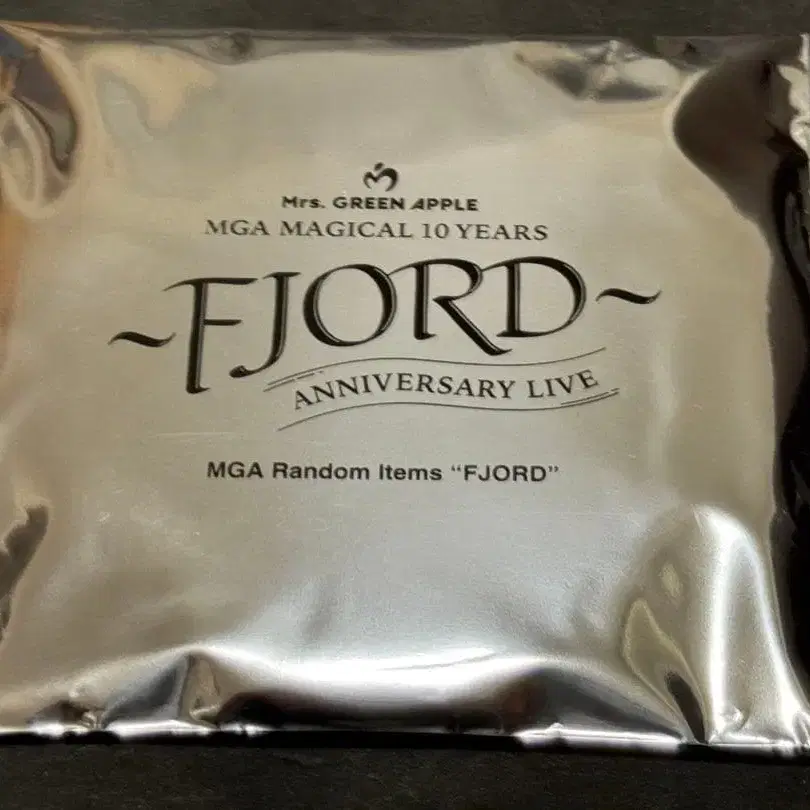 Mrs. GREEN APPLE
MGA MAGICAL 10 YEARS
~FJORD~
ANNIVERSARY LIVE
MGA Random Items “FJORD”